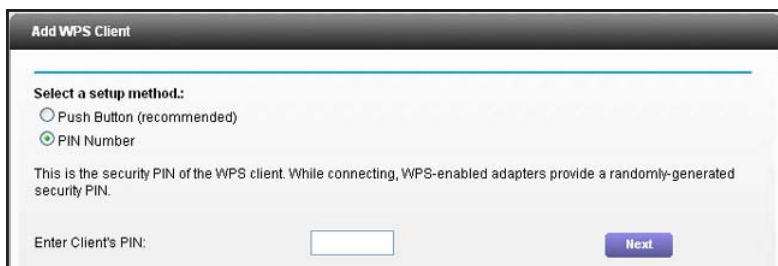 Add WPS Client
Select a setup method.:
Push Button (recommended)
PIN Number
This is the security PIN of the WPS client. While connecting, WPS-enabled adapters provide a randomly-generated
security PIN.
Enter Client's PIN:
Next